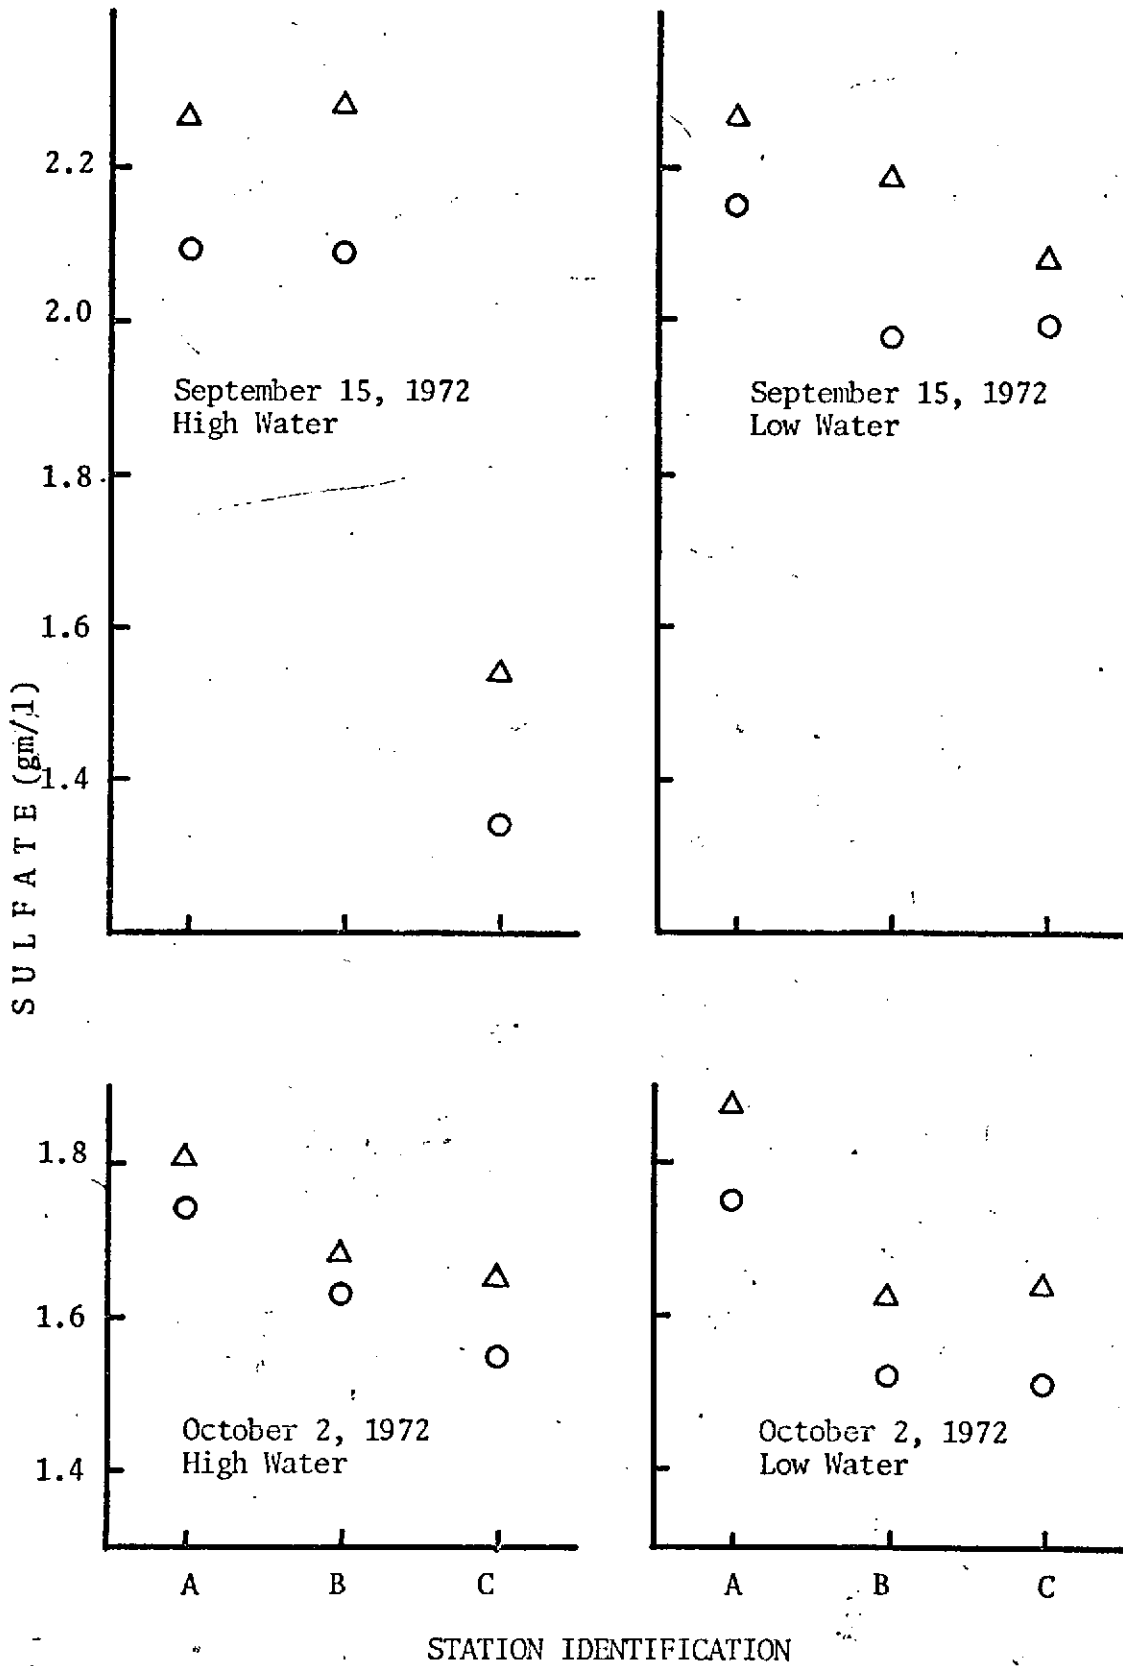 SULFATE (gm/l)
2.2
2.0
1.8
1.6
1.4
September 15, 1972
High Water
September 15, 1972
Low Water
1.8
1.6
1.4
October 2, 1972
High Water
October 2, 1972
Low Water
A B C
A B C
STATION IDENTIFICATION